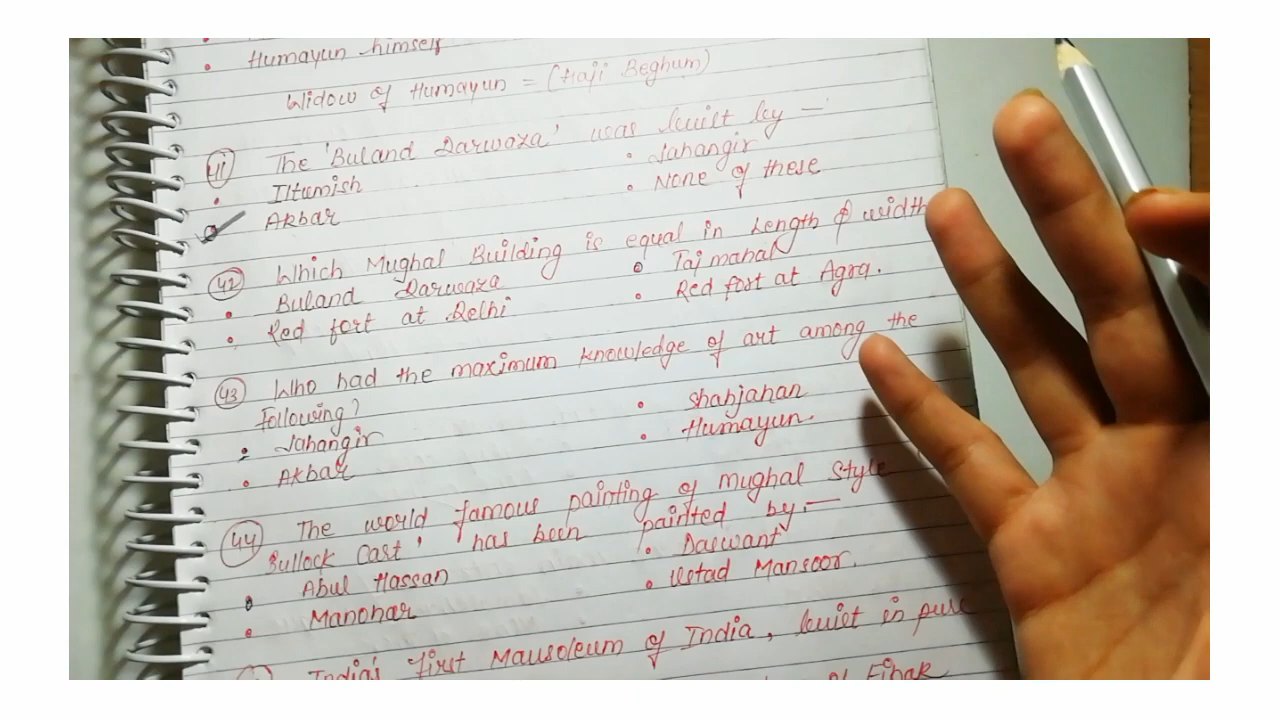 Humayun himself
Widow of Humayun = (Haji Beghum)
41 The 'Buland Darwaza' was built by —
Iltumish
Jahangir
Akbar
None of these
42 Which Mughal Building is equal in Length & width
Buland Darwaza
Taj mahal
Red fort at Delhi
Red fort at Agra.
43 Who had the maximum knowledge of art among the
following?
Jahangir
Shahjahan
Akbar
Humayun.
44 The world famous painting of mughal style
Bullock Cast' has been painted by.—
Abul Hassan
Daswant
Manohar
Ustad Mansoor.
India's first Mausoleum of India, built in pure
of Etbak